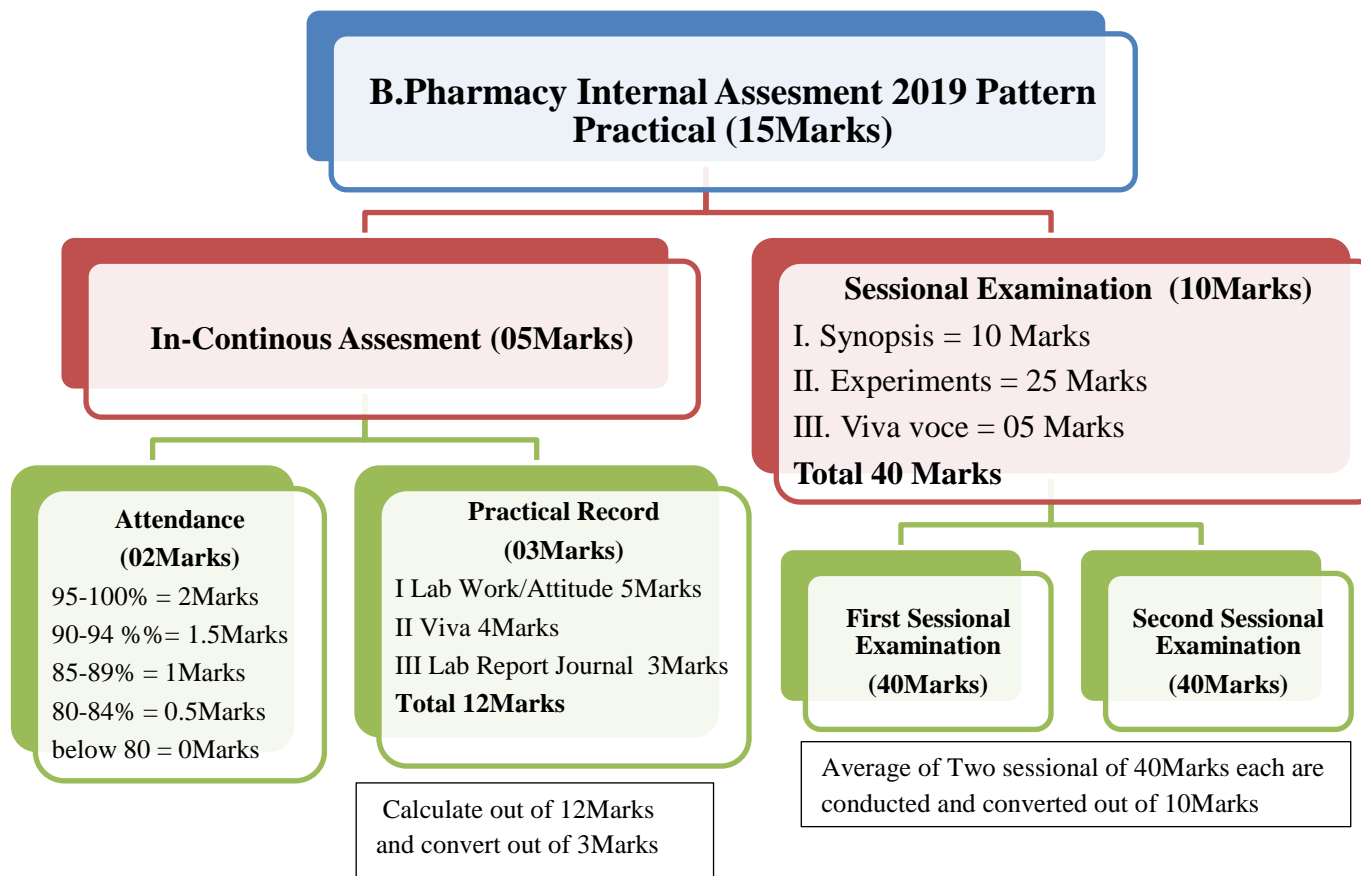 B.Pharmacy Internal Assesment 2019 Pattern
Practical (15Marks)
In-Continous Assesment (05Marks)
Sessional Examination (10Marks)
I. Synopsis = 10 Marks
II. Experiments = 25 Marks
III. Viva voce = 05 Marks
Total 40 Marks
Attendance
(02Marks)
95-100% = 2Marks
90-94 %%= 1.5Marks
85-89% = 1Marks
80-84% = 0.5Marks
below 80 = 0Marks
Practical Record
(03Marks)
I Lab Work/Attitude 5Marks
II Viva 4Marks
III Lab Report Journal 3Marks
Total 12Marks
First Sessional
Examination
(40Marks)
Second Sessional
Examination
(40Marks)
Calculate out of 12Marks
and convert out of 3Marks
Average of Two sessional of 40Marks each are
conducted and converted out of 10Marks